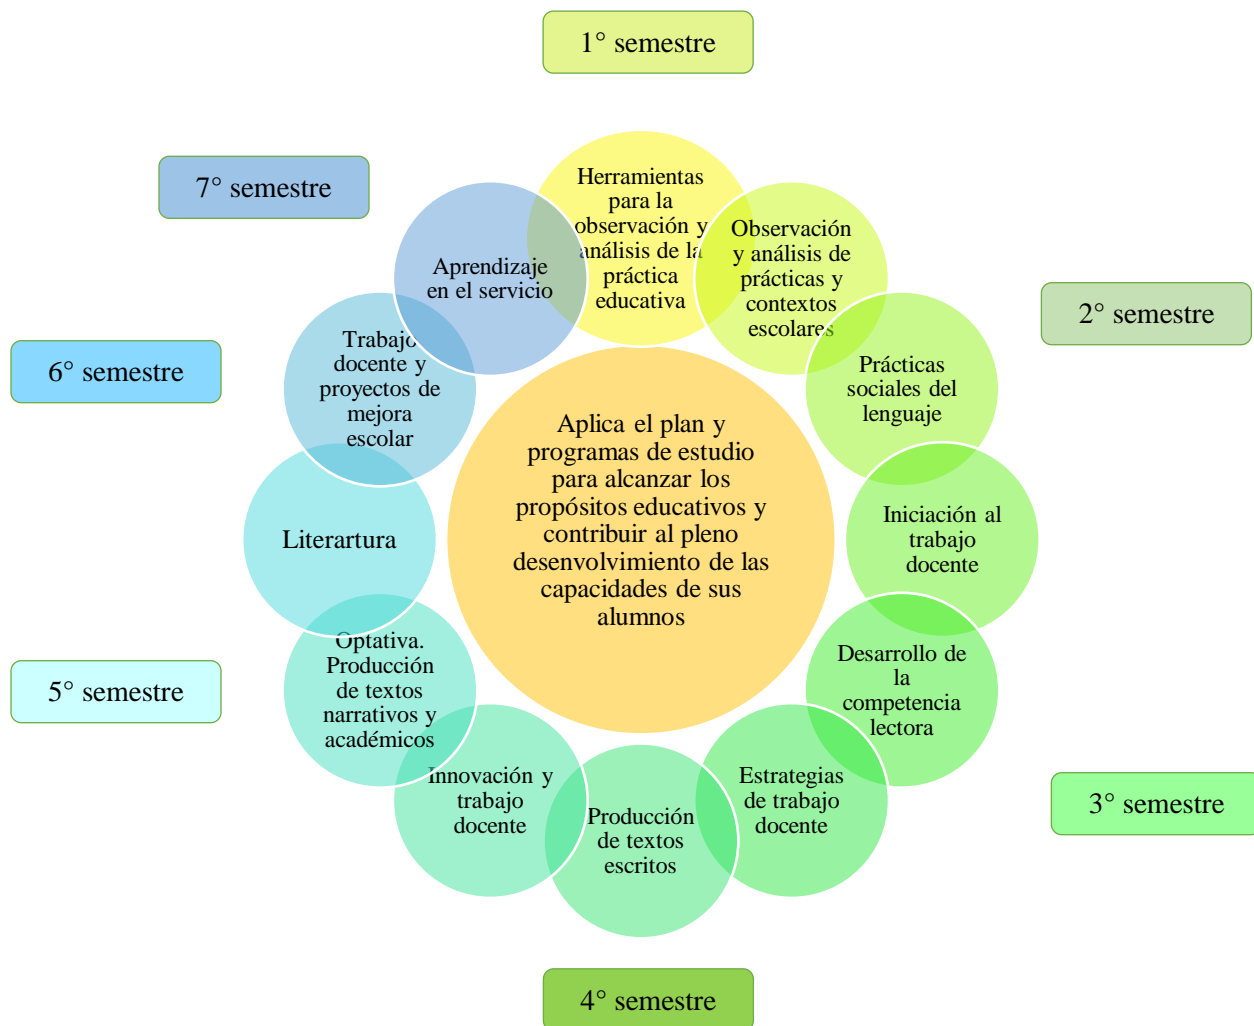 1° semestre
Herramientas
para la
observación y
análisis de la
práctica
educativa
Observación
y análisis de
prácticas y
contextos
escolares
2° semestre
Prácticas
sociales del
lenguaje
Iniciación al
trabajo
docente
Desarrollo de
la
competencia
lectora
3° semestre
Estrategias
de trabajo
docente
Producción
de textos
escritos
4° semestre
Innovación y
trabajo
docente
Optativa.
Producción
de textos
narrativos y
académicos
5° semestre
Literartura
Trabajo
docente y
proyectos de
mejora
escolar
6° semestre
Aprendizaje
en el servicio
7° semestre
Aplica el plan y
programas de estudio
para alcanzar los
propósitos educativos y
contribuir al pleno
desenvolvimiento de las
capacidades de sus
alumnos